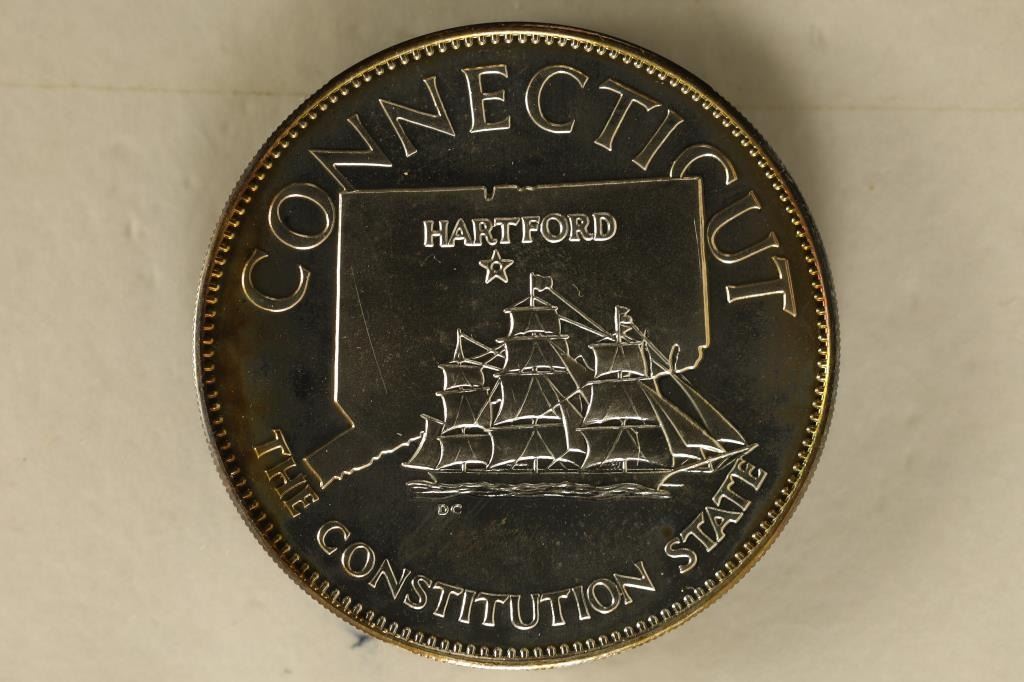 CONNECTICUT
HARTFORD
DC
THE CONSTITUTION STATE